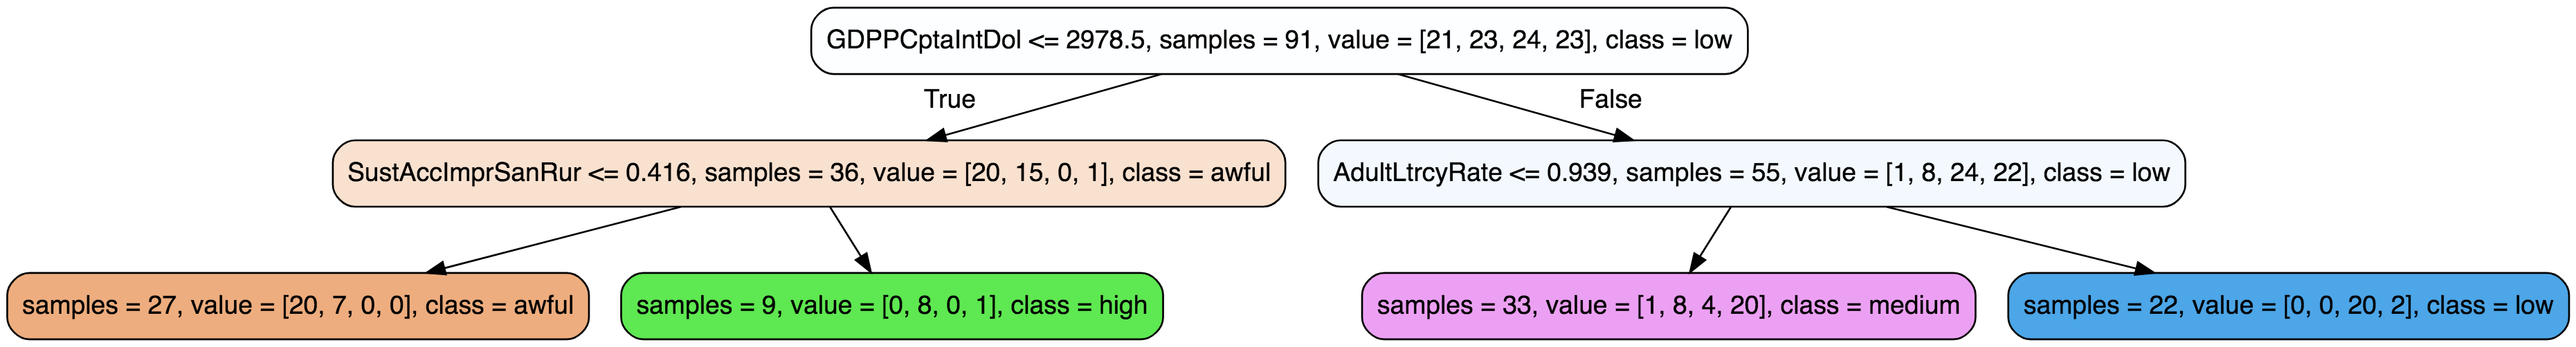 GDPPCptaIntDol <= 2978.5, samples = 91, value = [21, 23, 24, 23], class = low
True
False
SustAccImprSanRur <= 0.416, samples = 36, value = [20, 15, 0, 1], class = awful
AdultLtrcyRate <= 0.939, samples = 55, value = [1, 8, 24, 22], class = low
samples = 27, value = [20, 7, 0, 0], class = awful
samples = 9, value = [0, 8, 0, 1], class = high
samples = 33, value = [1, 8, 4, 20], class = medium
samples = 22, value = [0, 0, 20, 2], class = low